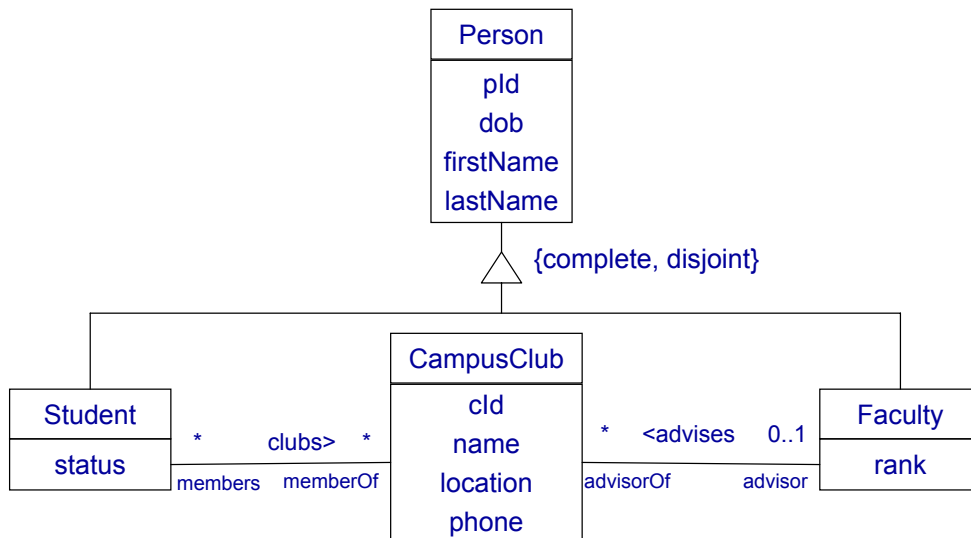 Person
pId
dob
firstName
lastName
{complete, disjoint}
CampusClub
cId
name
location
phone
Student
status
Faculty
rank
* clubs> *
members memberOf
* <advises 0..1
advisorOf advisor